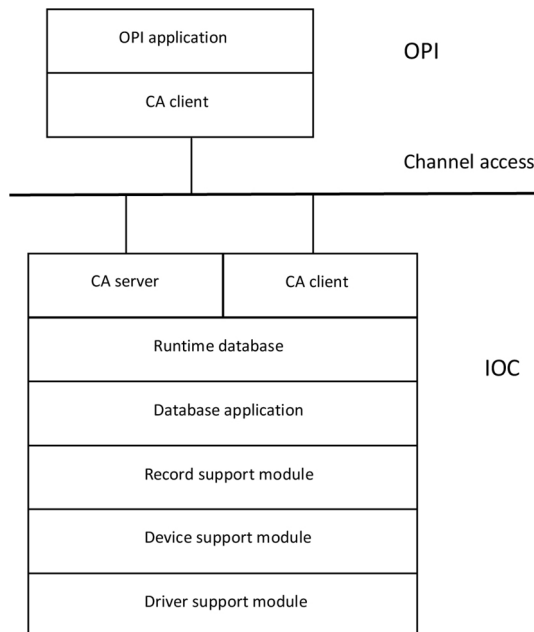 OPI application
OPI
CA client
Channel access
CA server
CA client
Runtime database
IOC
Database application
Record support module
Device support module
Driver support module